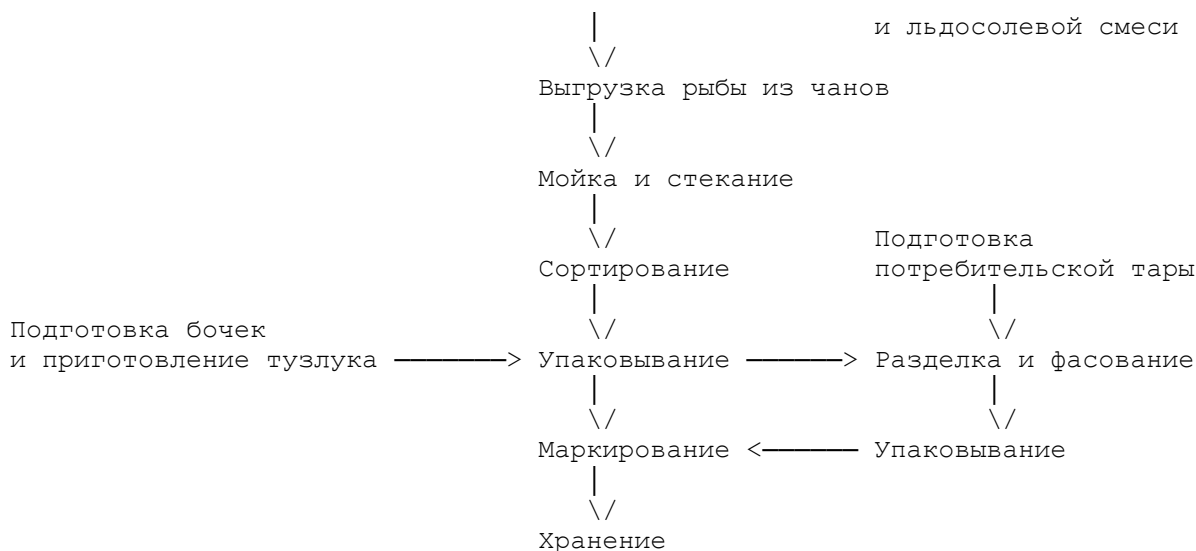 и льдосолевой смеси
Выгрузка рыбы из чанов
Мойка и стекание
Подготовка
Сортирование потребительской тары
Подготовка бочек
и приготовление тузлука ───────> Упаковывание ──────> Разделка и фасование
Маркирование <────── Упаковывание
Хранение